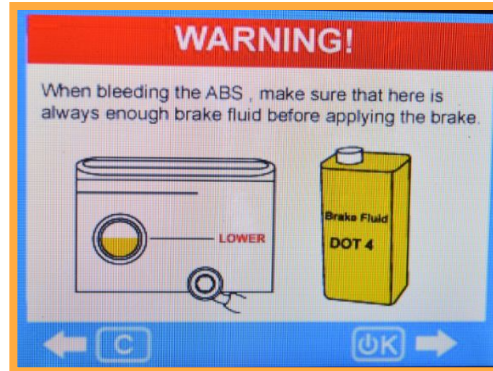 WARNING!
When bleeding the ABS , make sure that here is
always enough brake fluid before applying the brake.
LOWER
Brake Fluid
DOT 4
C
OK